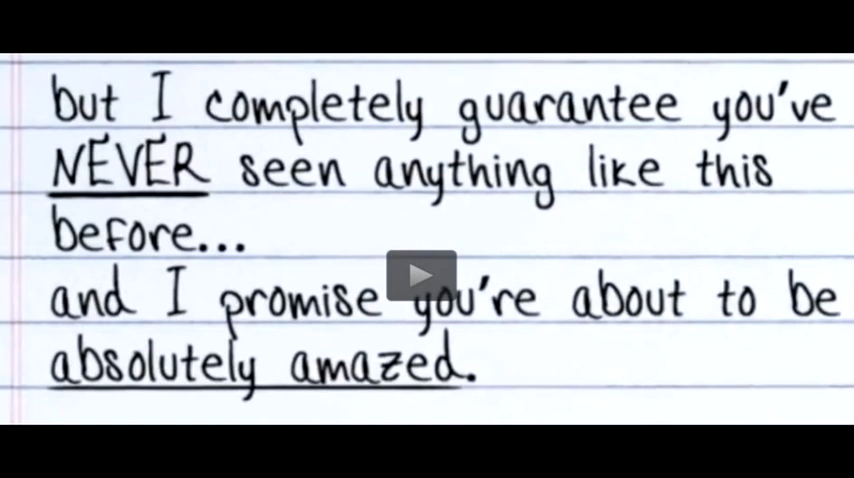 but I completely guarantee you've
NEVER seen anything like this
before...
and I promise you're about to be
absolutely amazed.